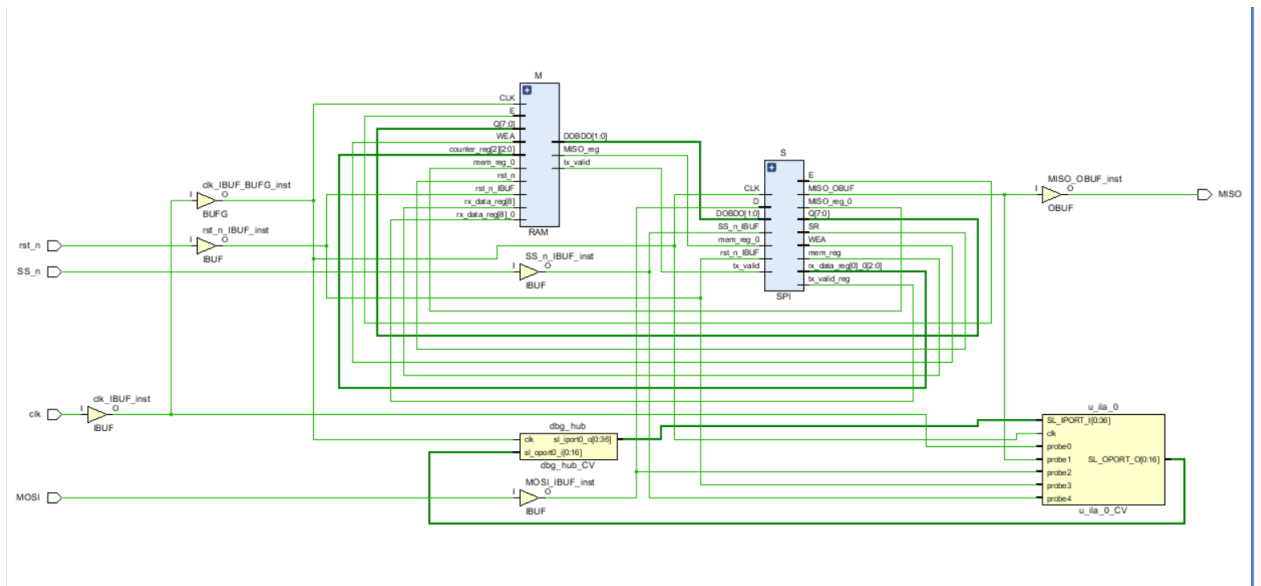 M
CLK
E
Q[7:0]
WEA
counter_reg[2][2:0]
mem_reg_0
rst_n
rst_n_IBUF
rx_data_reg[8]
rx_data_reg[8]_0
DOBDO[1:0]
MISO_reg
tx_valid
RAM
S
CLK
D
DOBDO[1:0]
SS_n_IBUF
mem_reg_0
rst_n_IBUF
tx_valid
E
MISO_OBUF
MISO_reg_0
Q[7:0]
SR
WEA
mem_reg
rx_data_reg[0]_0[2:0]
tx_valid_reg
SPI
MISO_OBUF_inst
I O
OBUF
MISO
clk_IBUF_BUFG_inst
I O
BUFG
rst_n
rst_n_IBUF_inst
I O
IBUF
SS_n
SS_n_IBUF_inst
I O
IBUF
clk
clk_IBUF_inst
I O
IBUF
dbg_hub
clk sl_iport0_o[0:36]
sl_oport0_i[0:16]
dbg_hub_CV
u_ila_0
SL_IPORT_I[0:36]
clk
probe0
probe1 SL_OPORT_O[0:16]
probe2
probe3
probe4
u_ila_0_CV
MOSI
MOSI_IBUF_inst
I O
IBUF